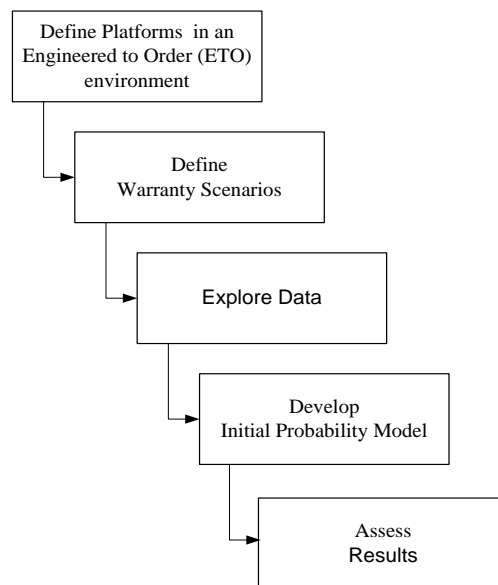 Define Platforms in an
Engineered to Order (ETO)
environment
Define
Warranty Scenarios
Explore Data
Develop
Initial Probability Model
Assess
Results